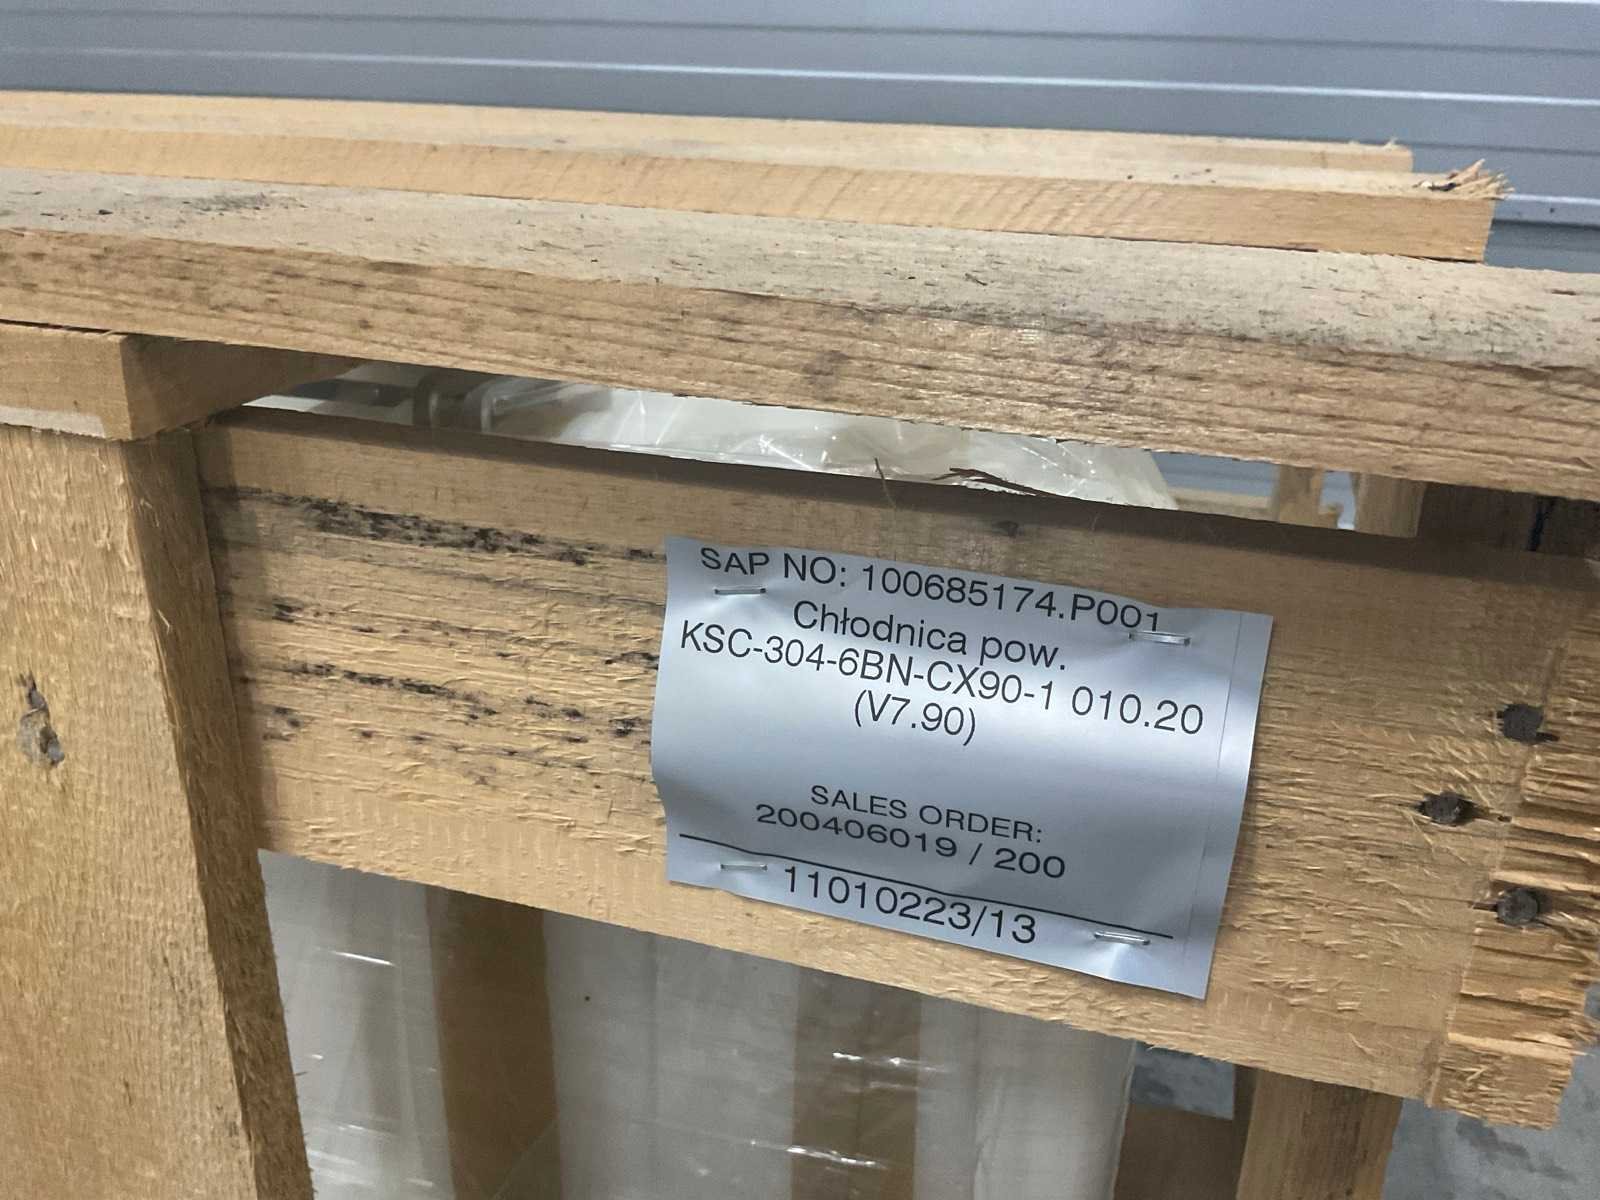 SAP NO: 100685174.P001
Chłodnica pow.
KSC-304-6BN-CX90-1 010.20
(V7.90)
SALES ORDER:
200406019 / 200
11010223/13